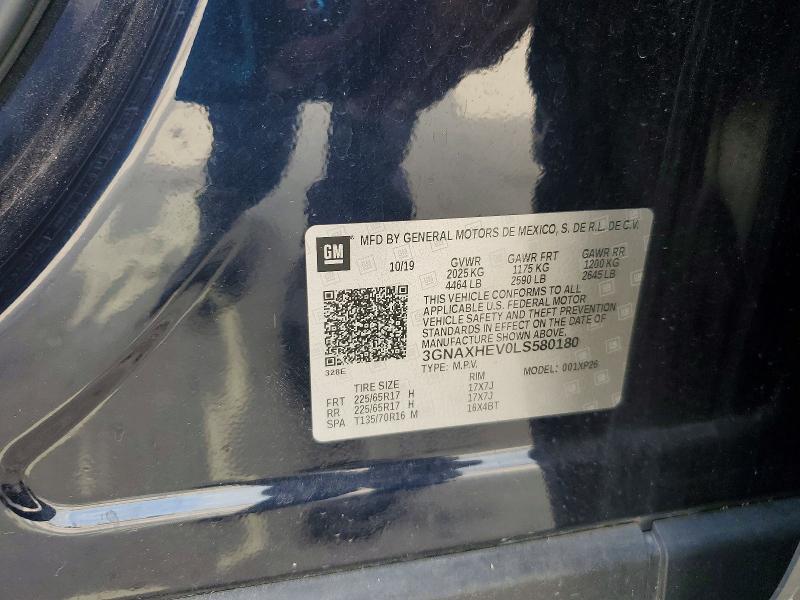 GM
MFD BY GENERAL MOTORS DE MEXICO, S. DE R.L. DE C.V.
10/19 GVWR GAWR FRT GAWR RR
2025 KG 1175 KG 1200 KG
4464 LB 2590 LB 2645 LB
THIS VEHICLE CONFORMS TO ALL
APPLICABLE U.S. FEDERAL MOTOR
VEHICLE SAFETY AND THEFT PREVENTION
STANDARDS IN EFFECT ON THE DATE OF
MANUFACTURE SHOWN ABOVE.
3GNAXHEV0LS580180
TYPE: M.P.V. MODEL: 001XP26
328E
TIRE SIZE RIM
FRT 225/65R17 H 17X7J
RR 225/65R17 H 17X7J
SPA T135/70R16 M 16X4BT